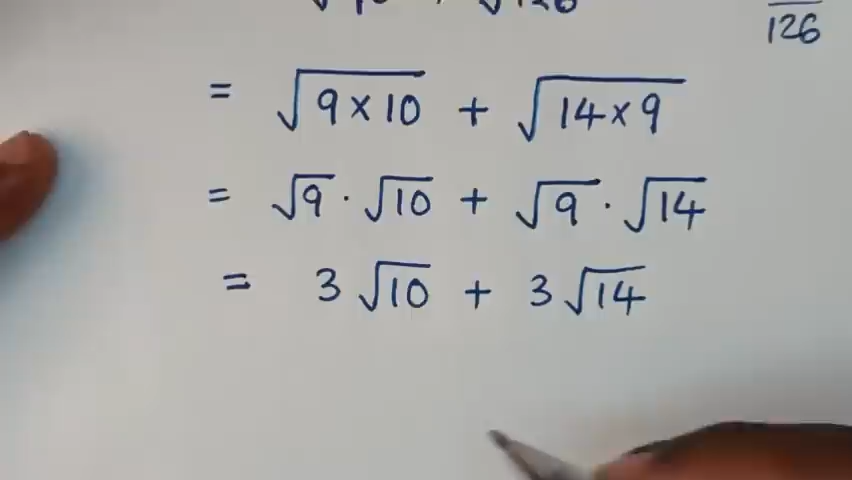 126
= √9×10 + √14×9
= √9 · √10 + √9 · √14
= 3√10 + 3√14